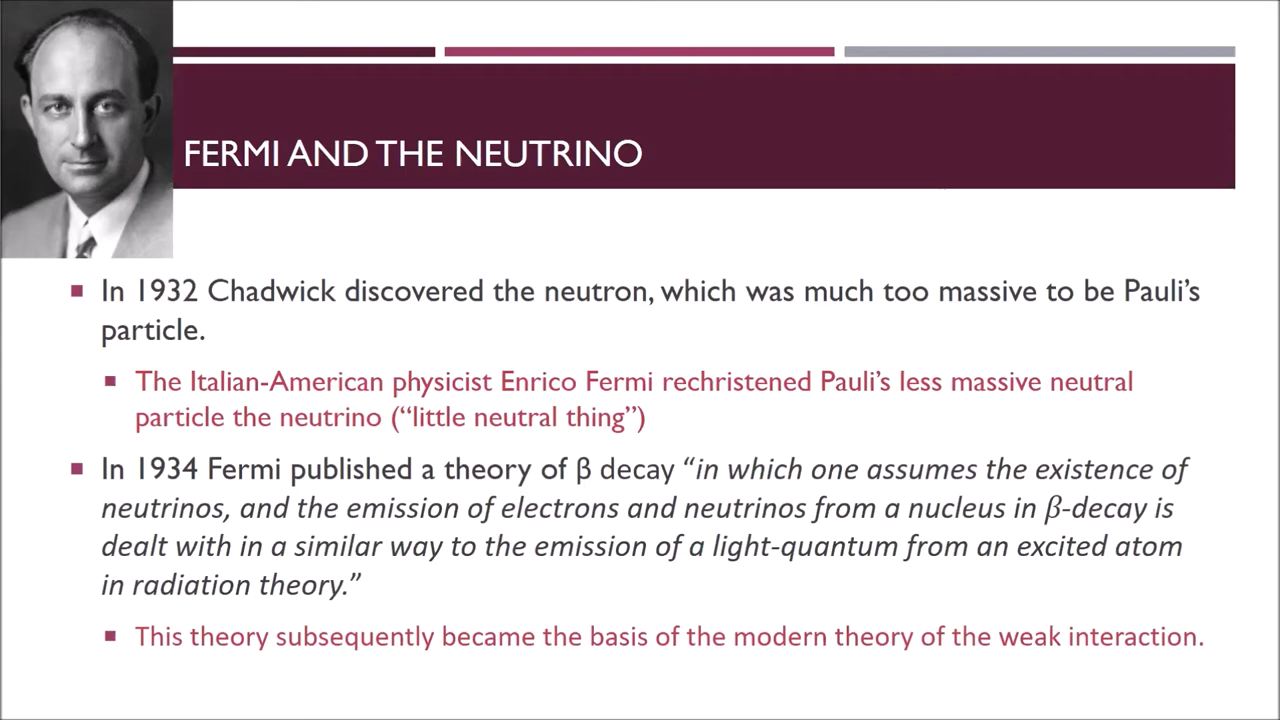 FERMI AND THE NEUTRINO
In 1932 Chadwick discovered the neutron, which was much too massive to be Pauli’s
particle.
The Italian-American physicist Enrico Fermi rechristened Pauli’s less massive neutral
particle the neutrino (“little neutral thing”)
In 1934 Fermi published a theory of β decay “in which one assumes the existence of
neutrinos, and the emission of electrons and neutrinos from a nucleus in β-decay is
dealt with in a similar way to the emission of a light-quantum from an excited atom
in radiation theory.”
This theory subsequently became the basis of the modern theory of the weak interaction.